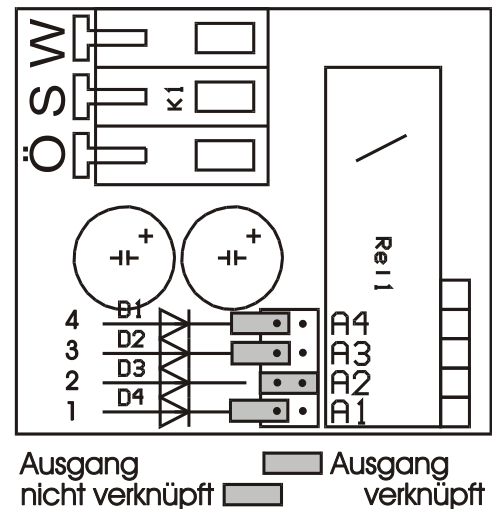 W
S
K1
Ö
+
+
Rel1
4 D1 A4
3 D2 A3
2 D3 A2
1 D4 A1
Ausgang nicht verknüpft
Ausgang verknüpft